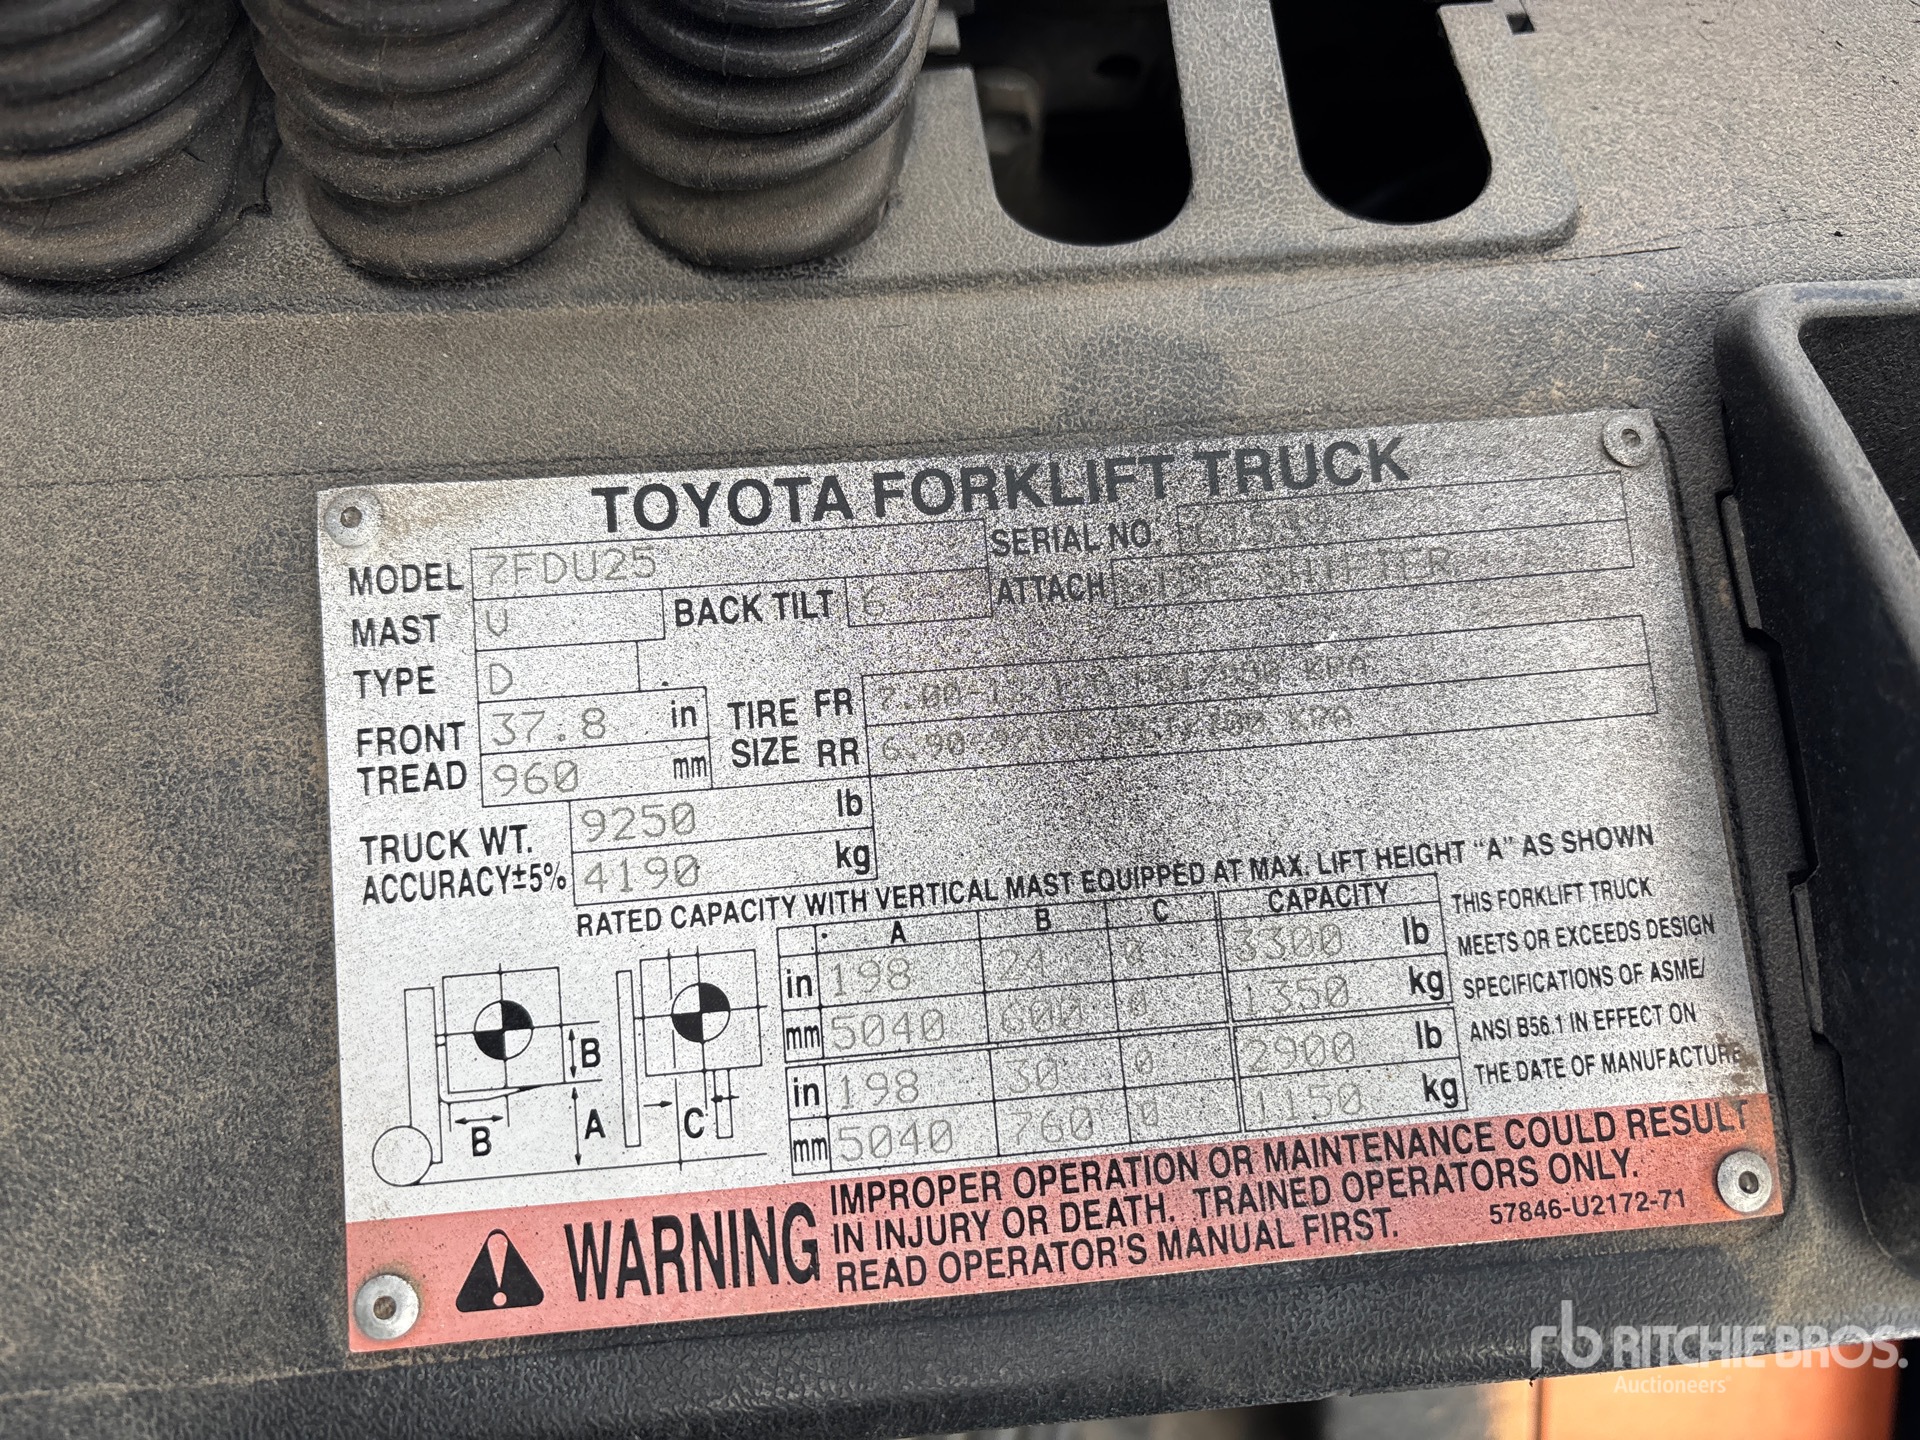 TOYOTA FORKLIFT TRUCK
MODEL 7FDU25 SERIAL NO.
MAST V BACK TILT ATTACH SIDE SHIFTER
TYPE D
FRONT TREAD 37.8 in TIRE SIZE FR
960 mm RR
TRUCK WT. 9250 lb
ACCURACY±5% 4190 kg
RATED CAPACITY WITH VERTICAL MAST EQUIPPED AT MAX. LIFT HEIGHT "A" AS SHOWN
A B C CAPACITY
in 198 24 0 3300 lb
mm 5040 600 0 1350 kg
in 198 30 0 2900 lb
mm 5040 760 0 1150 kg
THIS FORKLIFT TRUCK
MEETS OR EXCEEDS DESIGN
SPECIFICATIONS OF ASME/
ANSI B56.1 IN EFFECT ON
THE DATE OF MANUFACTURE
B
B A C
WARNING
IMPROPER OPERATION OR MAINTENANCE COULD RESULT
IN INJURY OR DEATH. TRAINED OPERATORS ONLY.
READ OPERATOR'S MANUAL FIRST. 57846-U2172-71
rb RITCHIE BROS.
Auctioneers